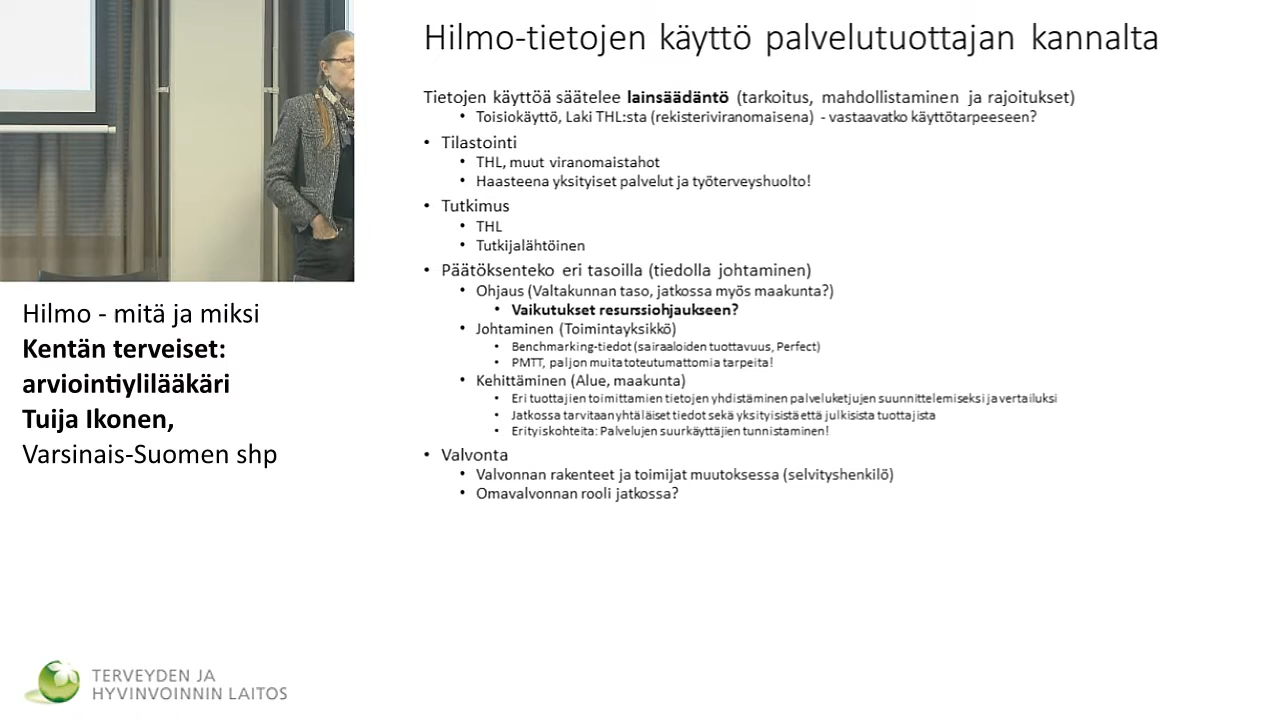 Hilmo-tietojen käyttö palvelutuottajan kannalta
Tietojen käyttöä säätelee lainsäädäntö (tarkoitus, mahdollistaminen ja rajoitukset)
• Toisiokäyttö, Laki THL:sta (rekisteriviranomaisena) - vastaavatko käyttötarpeeseen?
• Tilastointi
• THL, muut viranomaistahot
• Haasteena yksityiset palvelut ja työterveyshuolto!
• Tutkimus
• THL
• Tutkijalähtöinen
• Päätöksenteko eri tasoilla (tiedolla johtaminen)
• Ohjaus (Valtakunnan taso, jatkossa myös maakunta?)
• Vaikutukset resurssiohjaukseen?
• Johtaminen (Toimintayksikkö)
• Benchmarking-tiedot (sairaaloiden tuottavuus, Perfect)
• PMTT, paljon muita toteutumattomia tarpeita!
• Kehittäminen (Alue, maakunta)
• Eri tuottajien toimittamien tietojen yhdistäminen palveluketjujen suunnittelemiseksi ja vertailuksi
• Jatkossa tarvitaan yhtäläiset tiedot sekä yksityisistä että julkisista tuottajista
• Erityiskohteita: Palvelujen suurkäyttäjien tunnistaminen!
• Valvonta
• Valvonnan rakenteet ja toimijat muutoksessa (selvityshenkilö)
• Omavalvonnan rooli jatkossa?
Hilmo - mitä ja miksi
Kentän terveiset:
arviointiylilääkäri
Tuija Ikonen,
Varsinais-Suomen shp
TERVEYDEN JA
HYVINVOINNIN LAITOS